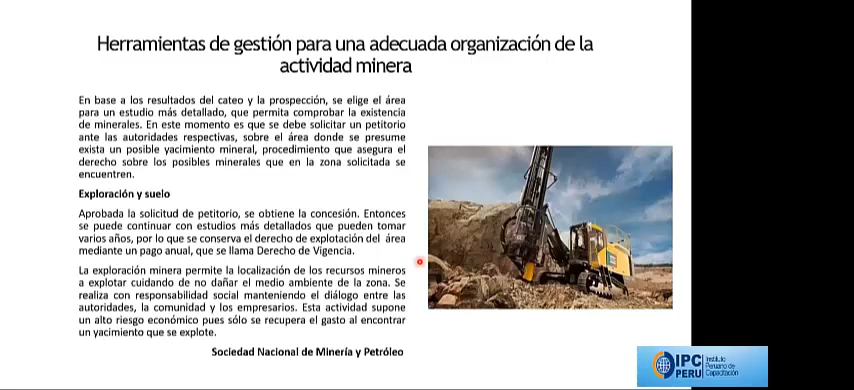 Herramientas de gestión para una adecuada organización de la
actividad minera
En base a los resultados del cateo y la prospección, se elige el área
para un estudio más detallado, que permita comprobar la existencia
de minerales. En este momento es que se debe solicitar un petitorio
ante las autoridades respectivas, sobre el área donde se presume
exista un posible yacimiento mineral, procedimiento que asegura el
derecho sobre los posibles minerales que en la zona solicitada se
encuentren.
Exploración y suelo
Aprobada la solicitud de petitorio, se obtiene la concesión. Entonces
se puede continuar con estudios más detallados que pueden tomar
varios años, por lo que se conserva el derecho de explotación del área
mediante un pago anual, que se llama Derecho de Vigencia.
La exploración minera permite la localización de los recursos mineros
a explotar cuidando de no dañar el medio ambiente de la zona. Se
realiza con responsabilidad social manteniendo el diálogo entre las
autoridades, la comunidad y los empresarios. Esta actividad supone
un alto riesgo económico pues sólo se recupera el gasto al encontrar
un yacimiento que se explote.
Sociedad Nacional de Minería y Petróleo
IPC
PERU
Instituto
Peruano de
Capacitación